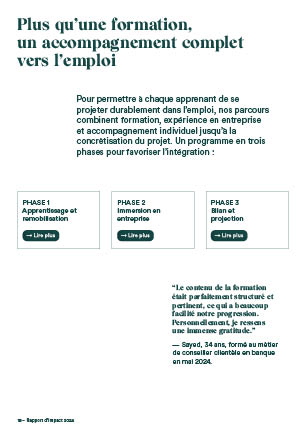 Plus qu'une formation,
un accompagnement complet
vers l'emploi
Pour permettre à chaque apprenant de se
projeter durablement dans l'emploi, nos parcours
combinent formation, expérience en entreprise
et accompagnement individuel jusqu'à la
concrétisation du projet. Un programme en trois
phases pour favoriser l'intégration :
PHASE 1
Apprentissage et
remobilisation
→ Lire plus
PHASE 2
Immersion en
entreprise
→ Lire plus
PHASE 3
Bilan et
projection
→ Lire plus
“Le contenu de la formation
était parfaitement structuré et
pertinent, ce qui a beaucoup
facilité notre progression.
Personnellement, je ressens
une immense gratitude.”
— Sayed, 34 ans, formé au métier
de conseiller clientèle en banque
en mai 2024.
— Rapport d'impact 2024